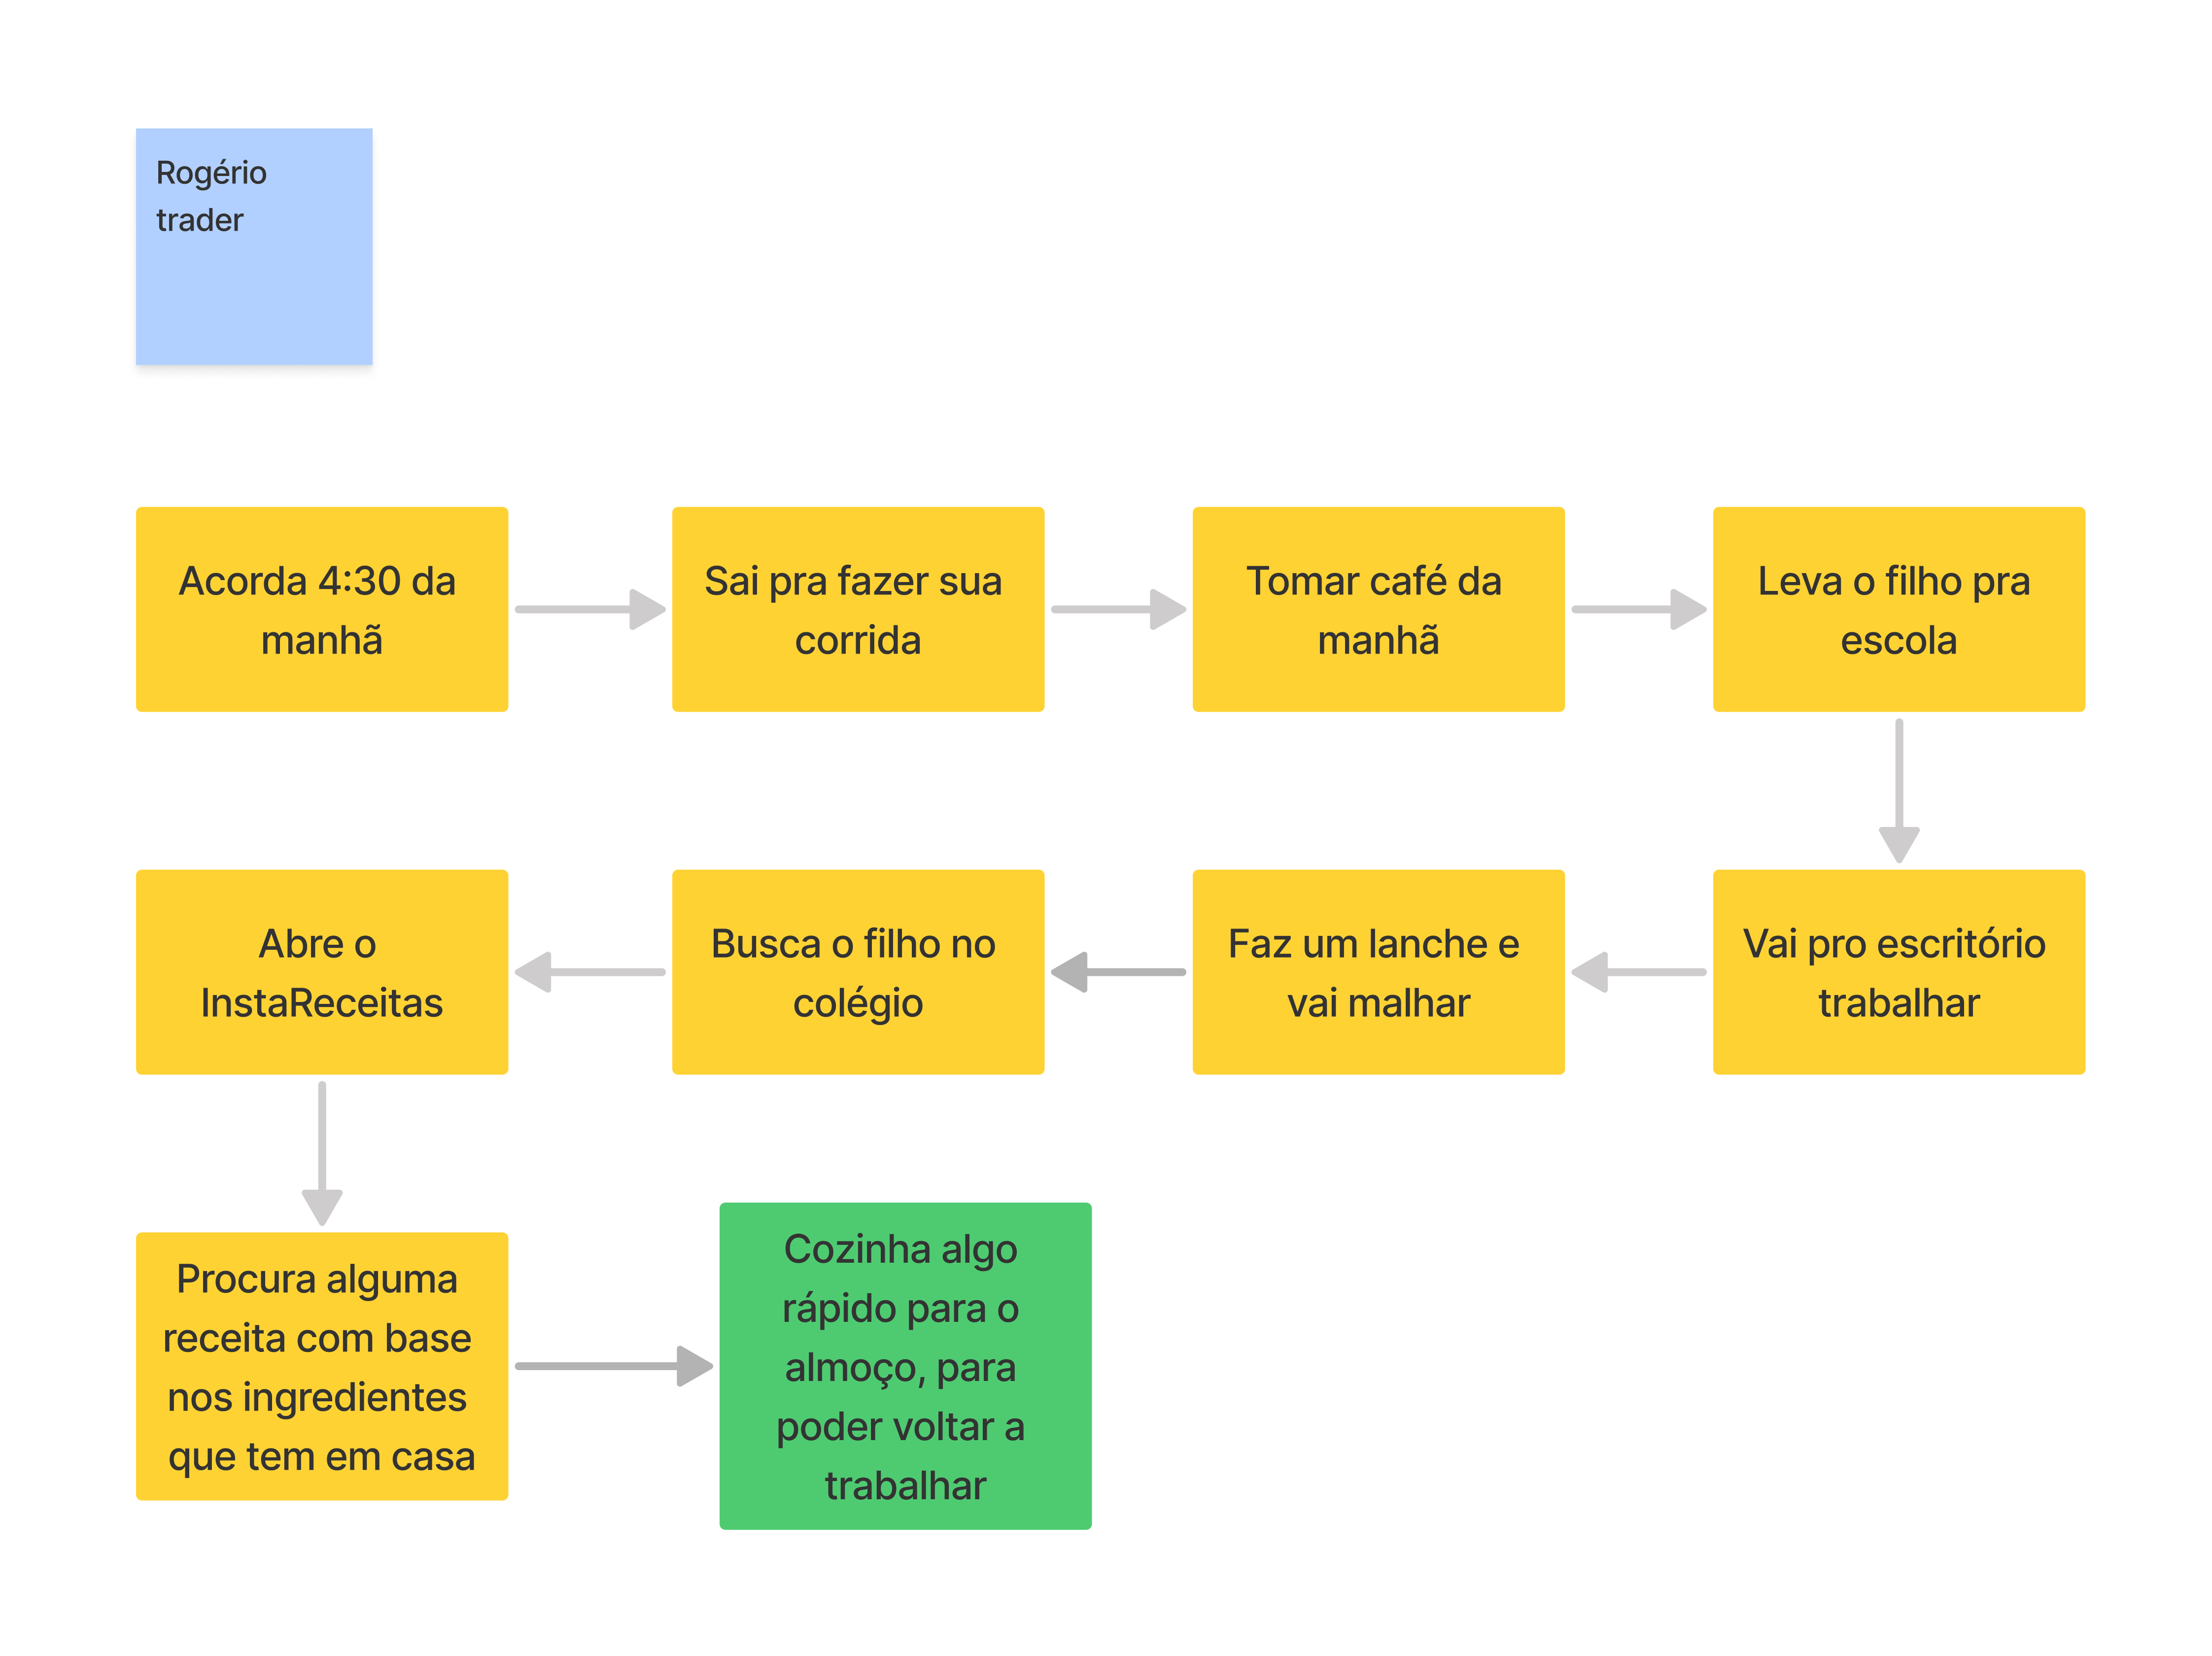 Rogério
trader
Acorda 4:30 da
manhã
Sai pra fazer sua
corrida
Tomar café da
manhã
Leva o filho pra
escola
Vai pro escritório
trabalhar
Faz um lanche e
vai malhar
Busca o filho no
colégio
Abre o
InstaReceitas
Procura alguma
receita com base
nos ingredientes
que tem em casa
Cozinha algo
rápido para o
almoço, para
poder voltar a
trabalhar